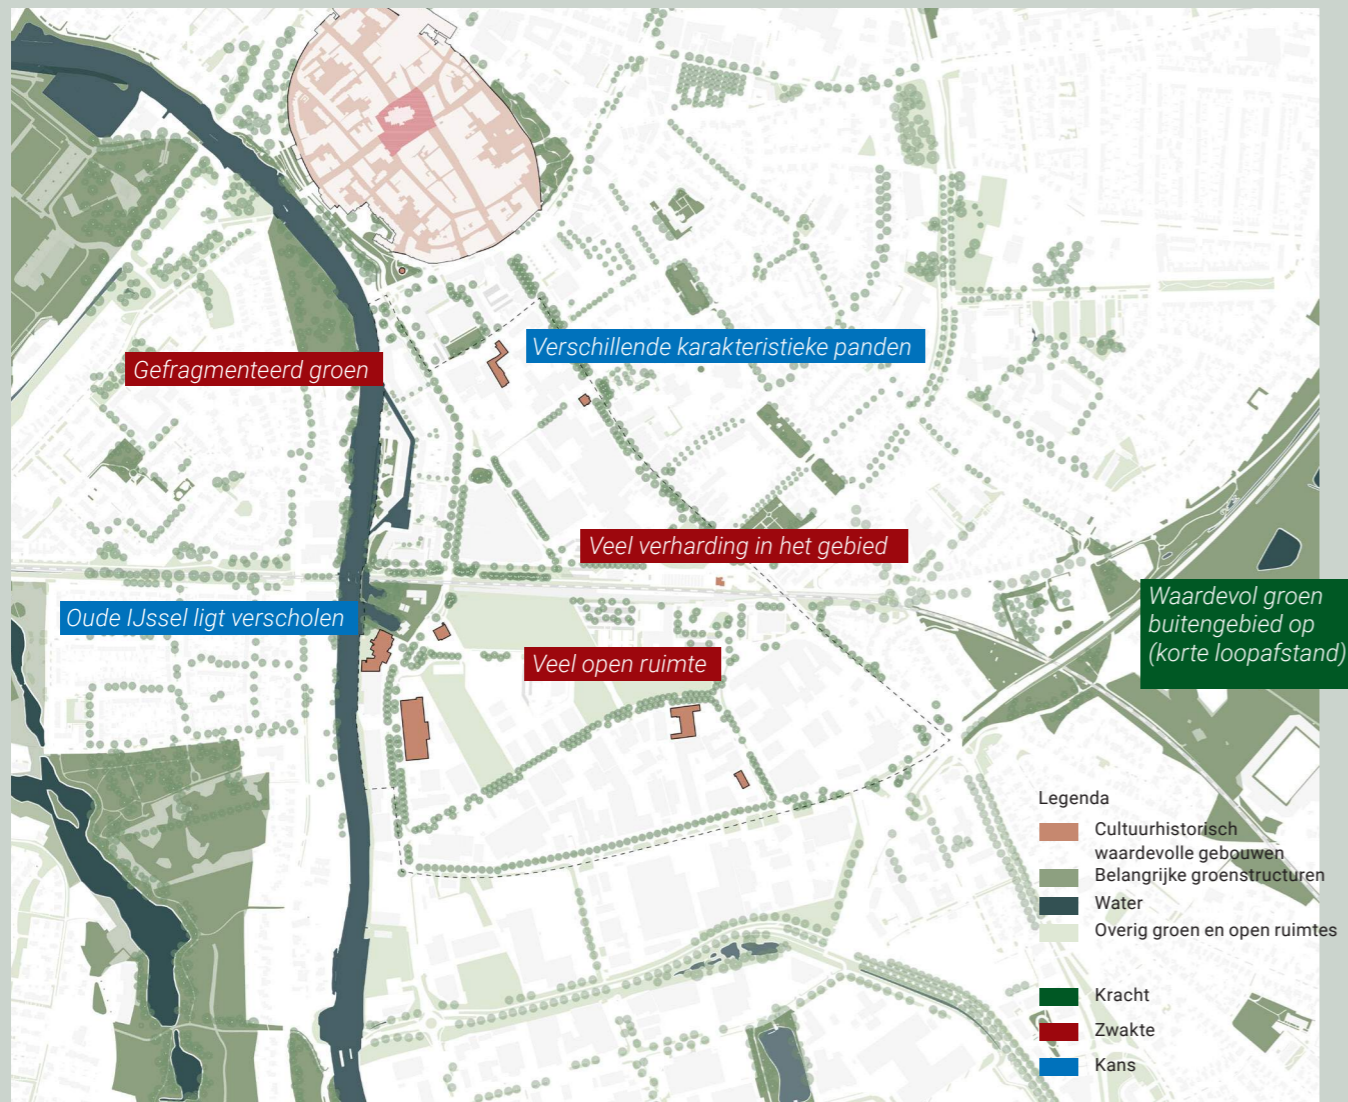 Verschillende karakteristieke panden
Gefragmenteerd groen
Veel verharding in het gebied
Waardevol groen
buitengebied op
(korte loopafstand)
Oude IJssel ligt verscholen
Veel open ruimte
Legenda
Cultuurhistorisch
waardevolle gebouwen
Belangrijke groenstructuren
Water
Overig groen en open ruimtes
Kracht
Zwakte
Kans